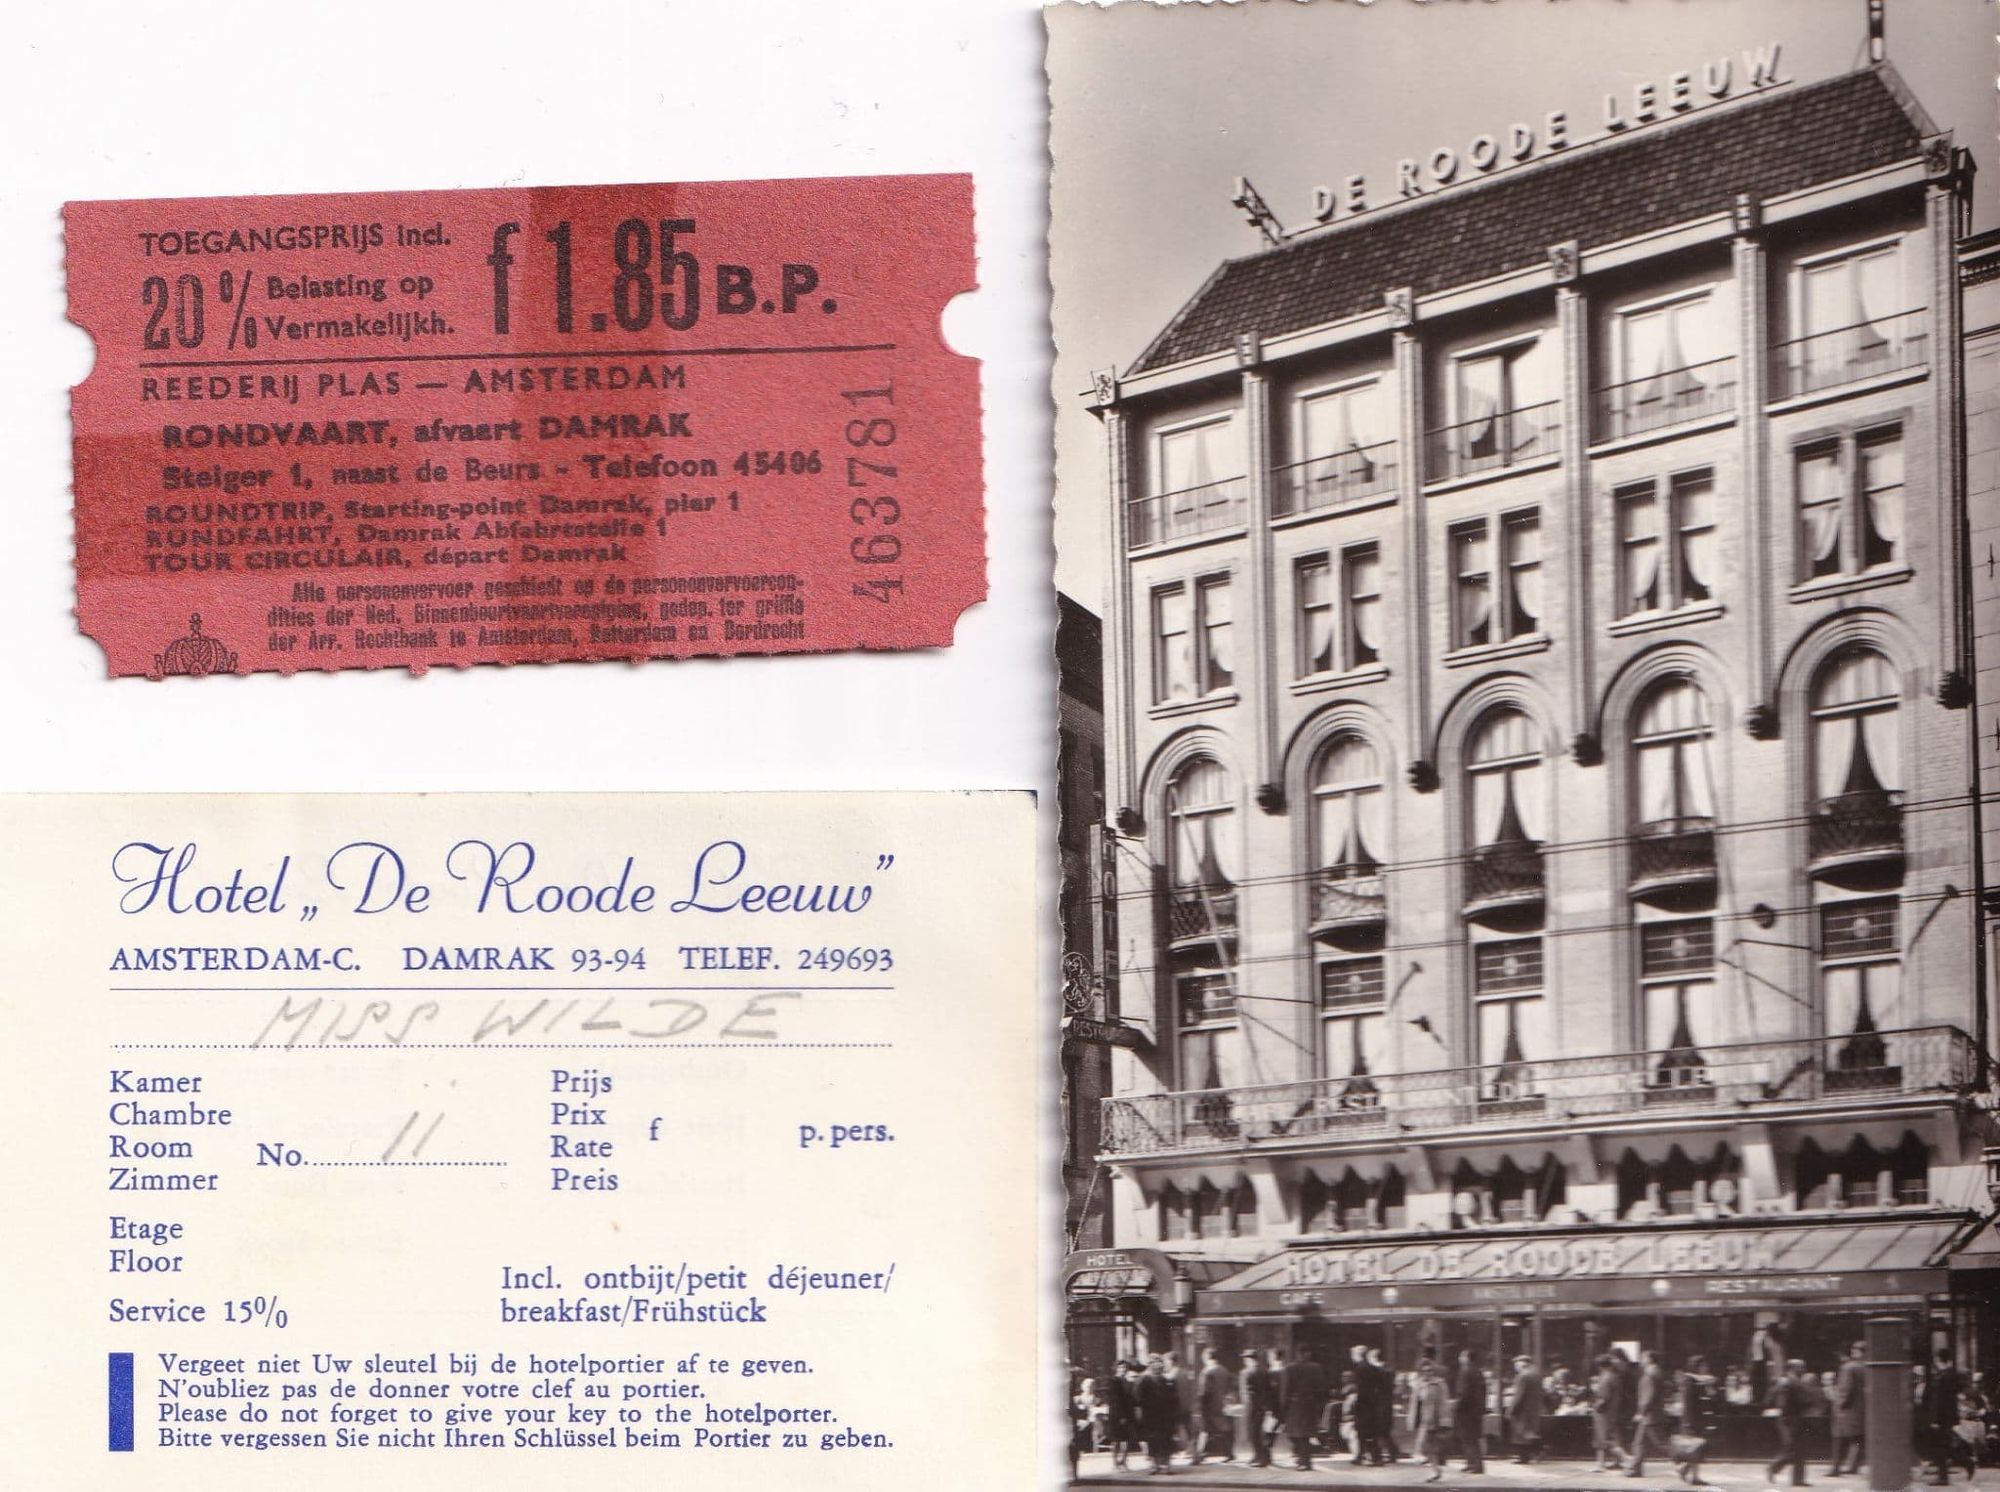 TOEGANGSPRIJS incl.
20% Belasting op
Vermakelijkh.
f 1.85 B.P.
REEDERIJ PLAS — AMSTERDAM
RONDVAART, afvaart DAMRAK
Steiger 1, naast de Beurs - Telefoon 45406
ROUNDTRIP, Starting-point Damrak, pier 1
RUNDFAHRT, Damrak Abfahrtstelle 1
TOUR CIRCULAIR, départ Damrak
Alle personenvervoer geschiedt op de personenvervoercon-
dities der Ned. Binnenbeurtvaartvereeniging, gedep. ter griffie
der Arr. Rechtbank te Amsterdam, Rotterdam en Dordrecht
463781
Hotel „De Roode Leeuw”
AMSTERDAM-C. DAMRAK 93-94 TELEF. 249693
MISS WILDE
Kamer
Chambre
Room
Zimmer
No. 11
Prijs
Prix
Rate
Preis
f p. pers.
Etage
Floor
Service 15%
Incl. ontbijt/petit déjeuner/
breakfast/Frühstück
Vergeet niet Uw sleutel bij de hotelportier af te geven.
N'oubliez pas de donner votre clef au portier.
Please do not forget to give your key to the hotelporter.
Bitte vergessen Sie nicht Ihren Schlüssel beim Portier zu geben.
DE ROODE LEEUW
HOTEL
HOTEL
HOTEL DE ROODE LEEUW
CAFE
RESTAURANT